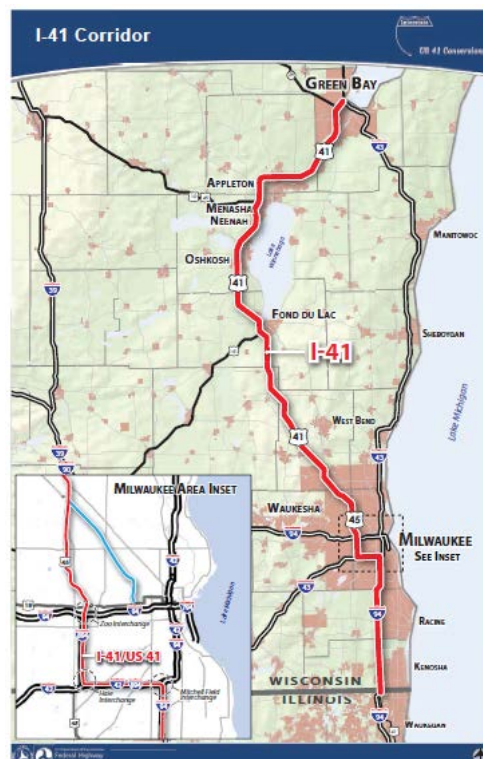 I-41 Corridor
US 41 Conversion
GREEN BAY
41
43
APPLETON
MENASHA
NEENAH
MANITOWOC
OSHKOSH
Lake
Winnebago
41
39
FOND DU LAC
SHEBOYGAN
I-41
Lake Michigan
39
90
41
WEST BEND
43
MILWAUKEE AREA INSET
WAUKESHA
45
94
MILWAUKEE
SEE INSET
43
94
Zoo Interchange
Lake Michigan
I-41/US 41
Hale
Interchange
Mitchell Field
Interchange
RACINE
KENOSHA
WISCONSIN
ILLINOIS
94
WAUKEGAN
Federal Highway